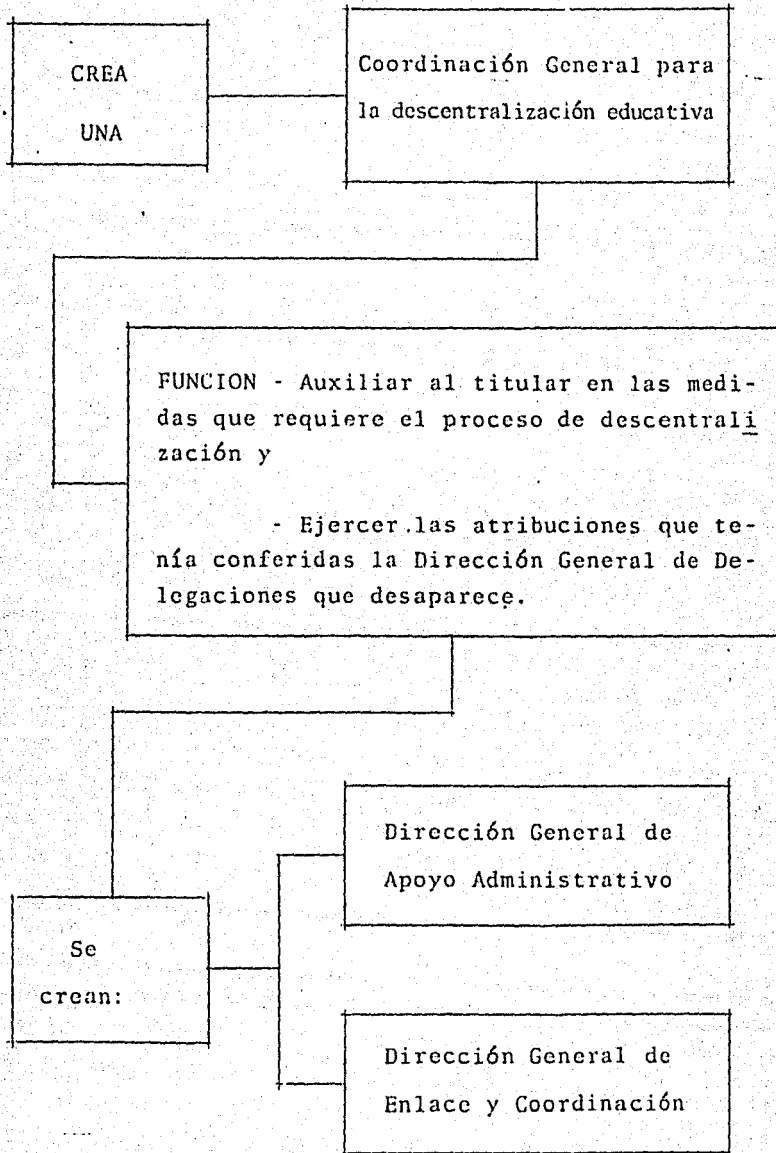 CREA
UNA
Coordinación General para
la descentralización educativa
FUNCION - Auxiliar al titular en las medi-
das que requiere el proceso de descentrali
zación y
- Ejercer las atribuciones que te-
nía conferidas la Dirección General de De-
legaciones que desaparece.
Se
crean:
Dirección General de
Apoyo Administrativo
Dirección General de
Enlace y Coordinación